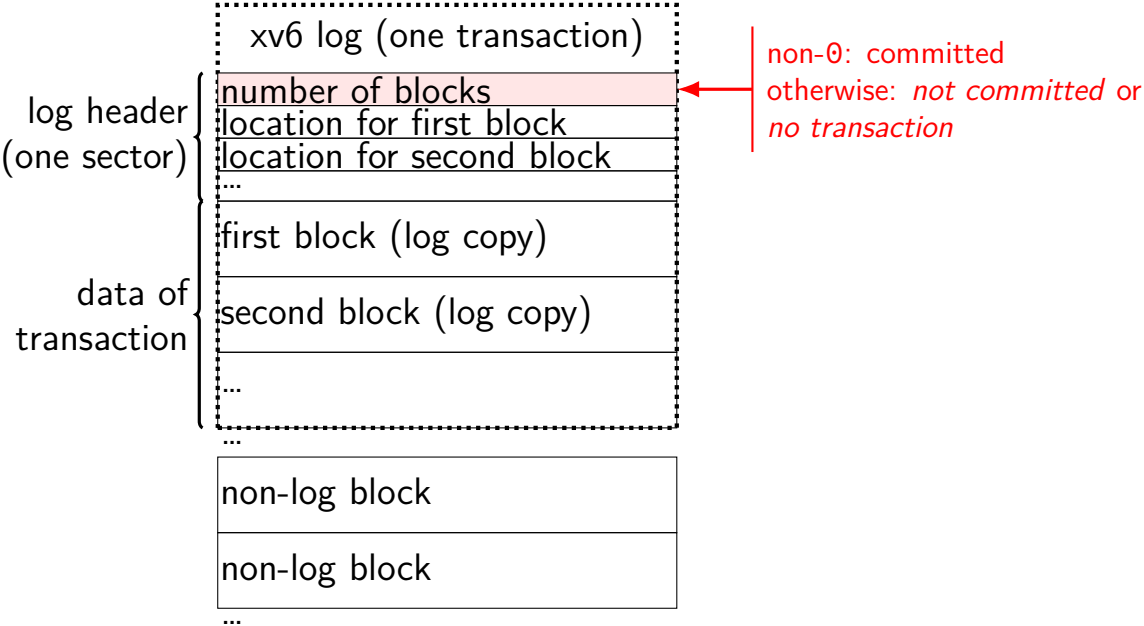 xv6 log (one transaction)
log header
(one sector)
number of blocks
location for first block
location for second block
...
non-0: committed
otherwise: not committed or
no transaction
data of
transaction
first block (log copy)
second block (log copy)
...
...
non-log block
non-log block
...